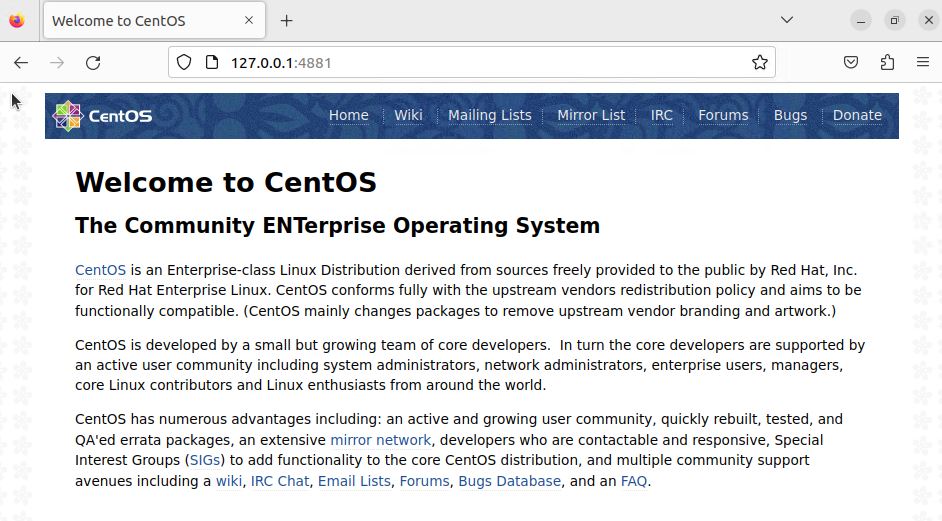 Welcome to CentOS
127.0.0.1:4881
CentOS
Home Wiki Mailing Lists Mirror List IRC Forums Bugs Donate
Welcome to CentOS
The Community ENTerprise Operating System
CentOS is an Enterprise-class Linux Distribution derived from sources freely provided to the public by Red Hat, Inc.
for Red Hat Enterprise Linux. CentOS conforms fully with the upstream vendors redistribution policy and aims to be
functionally compatible. (CentOS mainly changes packages to remove upstream vendor branding and artwork.)
CentOS is developed by a small but growing team of core developers.  In turn the core developers are supported by
an active user community including system administrators, network administrators, enterprise users, managers,
core Linux contributors and Linux enthusiasts from around the world.
CentOS has numerous advantages including: an active and growing user community, quickly rebuilt, tested, and
QA'ed errata packages, an extensive mirror network, developers who are contactable and responsive, Special
Interest Groups (SIGs) to add functionality to the core CentOS distribution, and multiple community support
avenues including a wiki, IRC Chat, Email Lists, Forums, Bugs Database, and an FAQ.